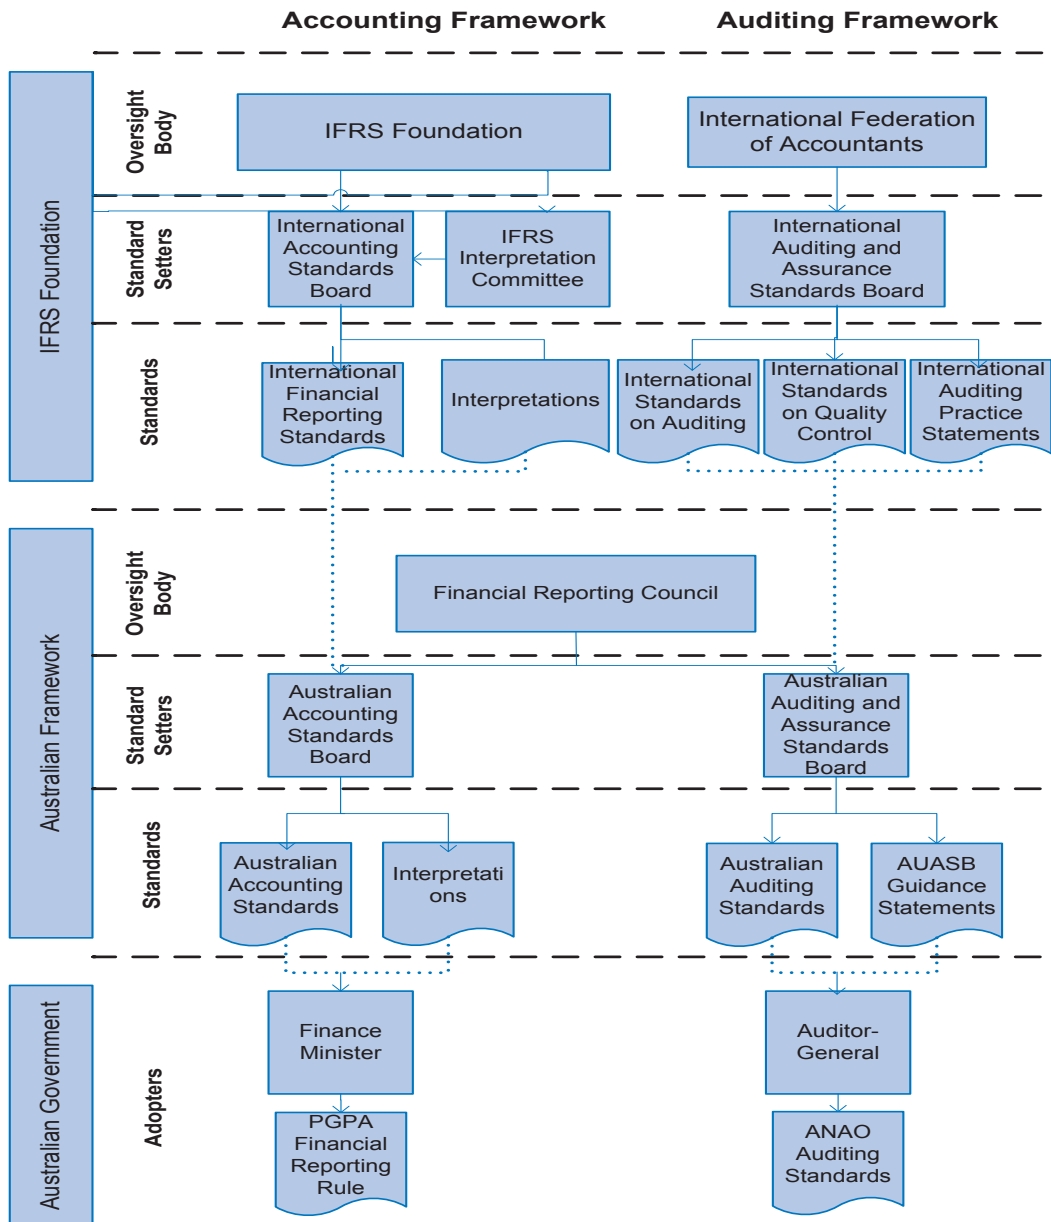 Accounting Framework
Auditing Framework
IFRS Foundation
Oversight
Body
IFRS Foundation
International Federation
of Accountants
Standard
Setters
International
Accounting
Standards
Board
IFRS
Interpretation
Committee
International
Auditing and
Assurance
Standards Board
Standards
International
Financial
Reporting
Standards
Interpretations
International
Standards
on Auditing
International
Standards
on Quality
Control
International
Auditing
Practice
Statements
Australian Framework
Oversight
Body
Financial Reporting Council
Standard
Setters
Australian
Accounting
Standards
Board
Australian
Auditing and
Assurance
Standards
Board
Standards
Australian
Accounting
Standards
Interpretati
ons
Australian
Auditing
Standards
AUASB
Guidance
Statements
Australian Government
Adopters
Finance
Minister
Auditor-
General
PGPA
Financial
Reporting
Rule
ANAO
Auditing
Standards